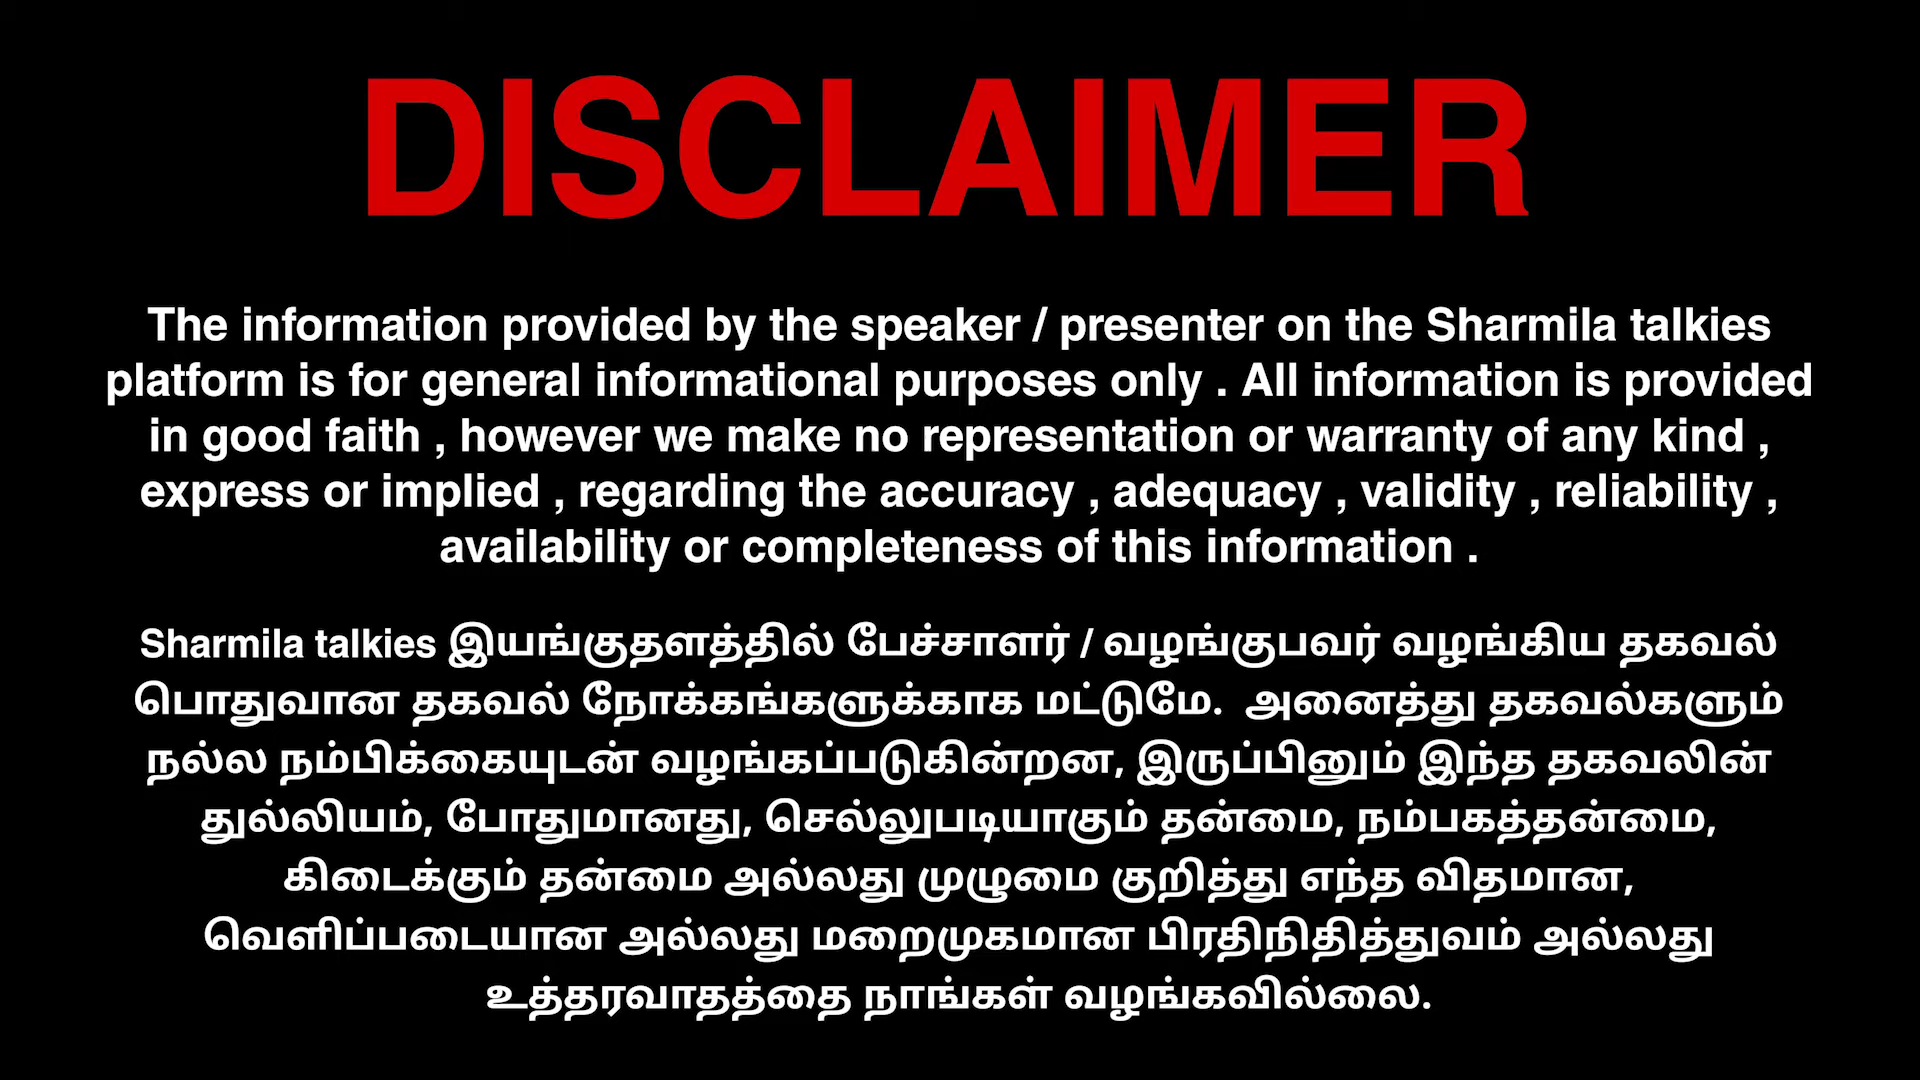 DISCLAIMER
The information provided by the speaker / presenter on the Sharmila talkies
platform is for general informational purposes only . All information is provided
in good faith , however we make no representation or warranty of any kind ,
express or implied , regarding the accuracy , adequacy , validity , reliability ,
availability or completeness of this information .
Sharmila talkies இயங்குதளத்தில் பேச்சாளர் / வழங்குபவர் வழங்கிய தகவல்
பொதுவான தகவல் நோக்கங்களுக்காக மட்டுமே.  அனைத்து தகவல்களும்
நல்ல நம்பிக்கையுடன் வழங்கப்படுகின்றன, இருப்பினும் இந்த தகவலின்
துல்லியம், போதுமானது, செல்லுபடியாகும் தன்மை, நம்பகத்தன்மை,
கிடைக்கும் தன்மை அல்லது முழுமை குறித்து எந்த விதமான,
வெளிப்படையான அல்லது மறைமுகமான பிரதிநிதித்துவம் அல்லது
உத்தரவாதத்தை நாங்கள் வழங்கவில்லை.